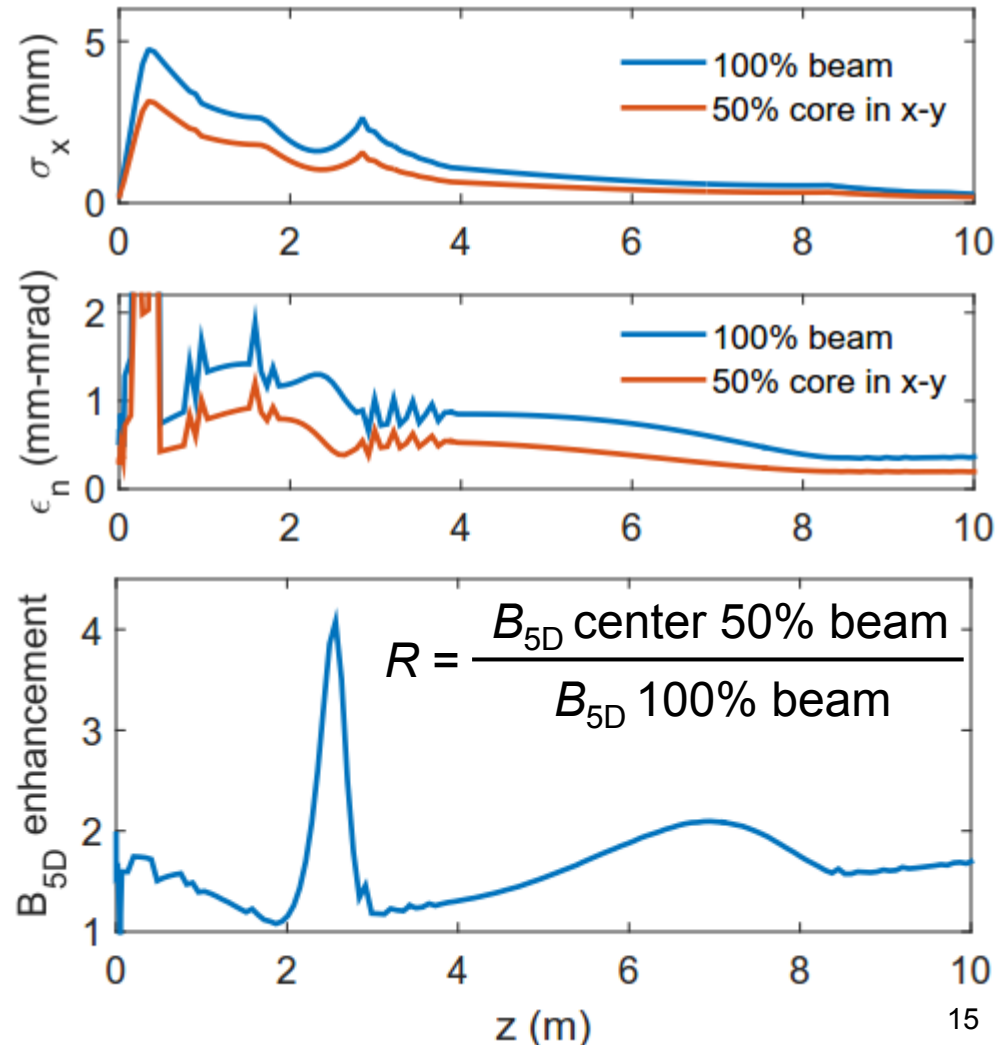 σx (mm)
5
0
100% beam
50% core in x-y
0 2 4 6 8 10
ϵn (mm-mrad)
2
1
0
100% beam
50% core in x-y
0 2 4 6 8 10
B5D enhancement
4
3
2
1
R = B5D center 50% beam
B5D 100% beam
0 2 4 6 8 10
z (m)
15